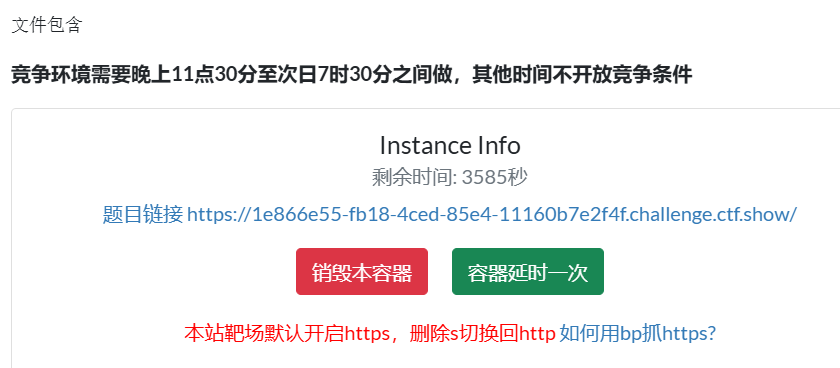 文件包含
竞争环境需要晚上11点30分至次日7时30分之间做，其他时间不开放竞争条件
Instance Info
剩余时间: 3585秒
题目链接 https://1e866e55-fb18-4ced-85e4-11160b7e2f4f.challenge.ctf.show/
销毁本容器 容器延时一次
本站靶场默认开启https，删除s切换回http 如何用bp抓https?